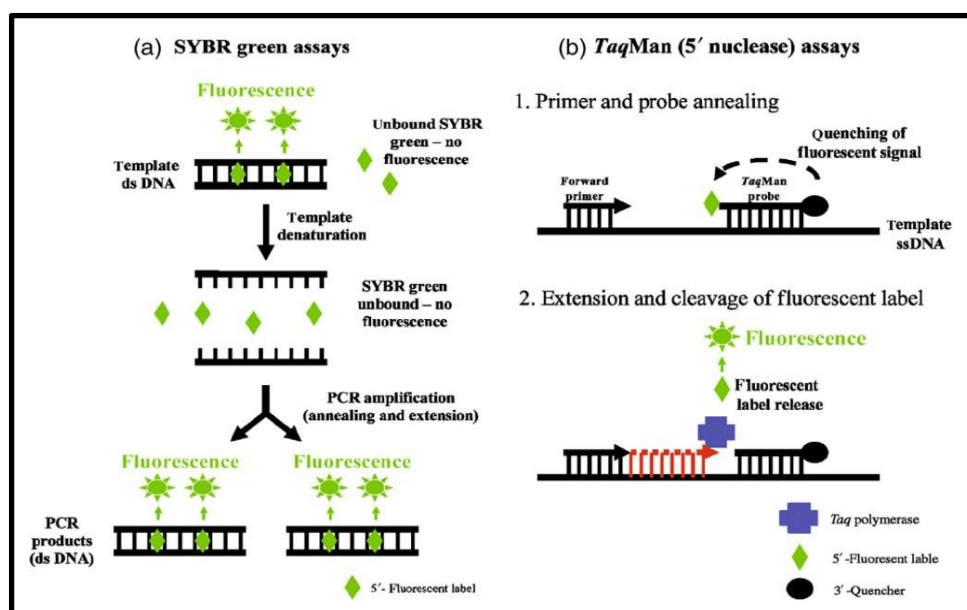 (a) SYBR green assays
Fluorescence
Unbound SYBR
green – no
fluorescence
Template
ds DNA
Template
denaturation
SYBR green
unbound – no
fluorescence
PCR amplification
(annealing and extension)
Fluorescence
Fluorescence
PCR
products
(ds DNA)
5′- Fluorescent label
(b) TaqMan (5′ nuclease) assays
1. Primer and probe annealing
Quenching of
fluorescent signal
Forward
primer
TaqMan
probe
Template
ssDNA
2. Extension and cleavage of fluorescent label
Fluorescence
Fluorescent
label release
Taq polymerase
5′-Fluoresent lable
3′-Quencher